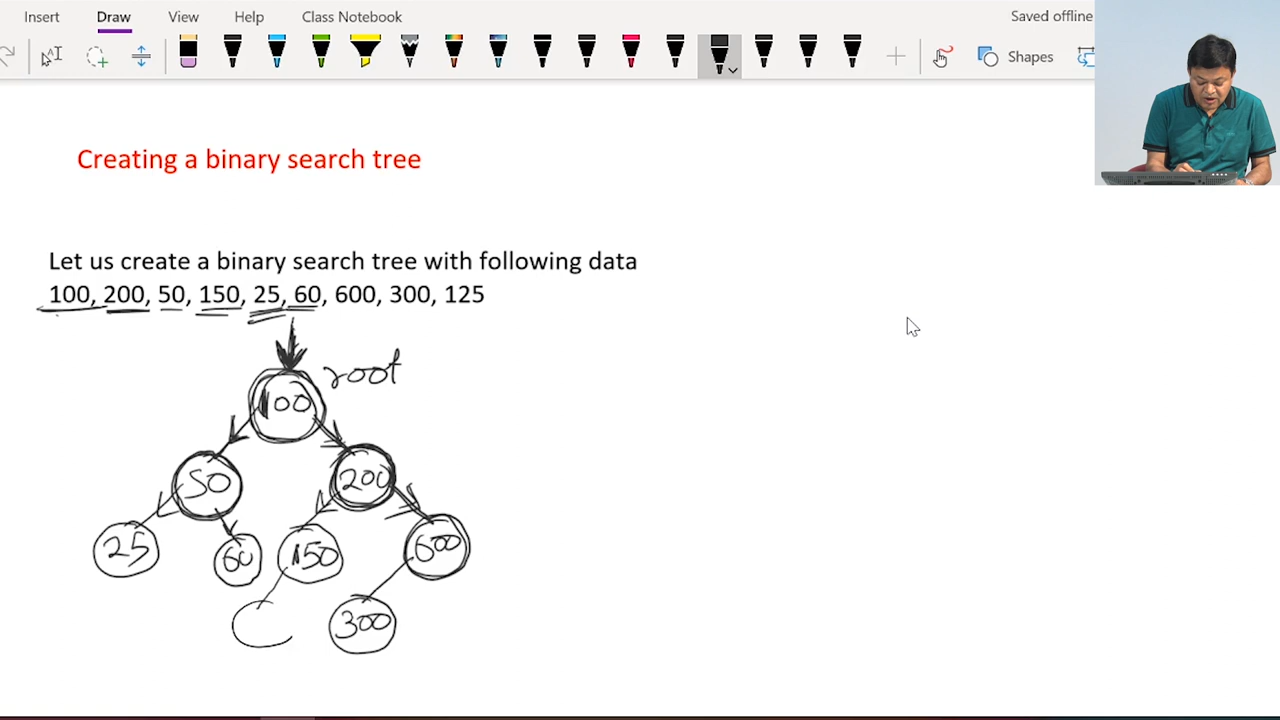 Insert Draw View Help Class Notebook Saved offline
Shapes
Creating a binary search tree
Let us create a binary search tree with following data
100, 200, 50, 150, 25, 60, 600, 300, 125
root
100
50 200
25 60 150 600
300